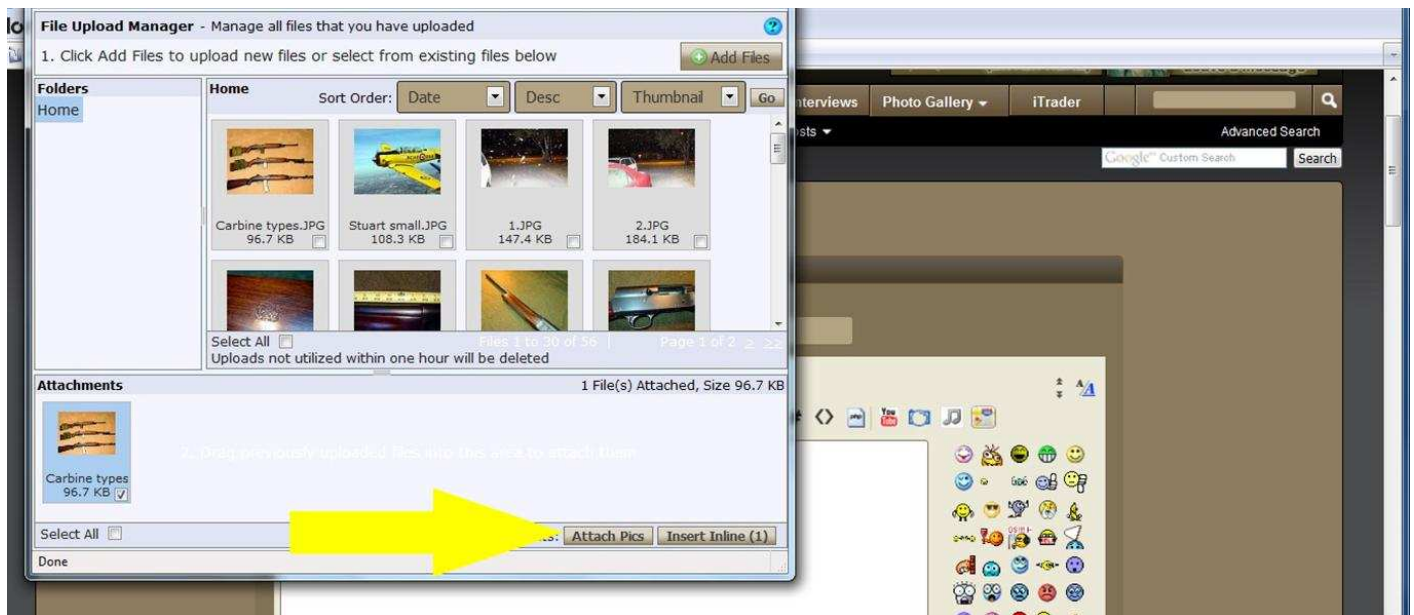 File Upload Manager - Manage all files that you have uploaded
1. Click Add Files to upload new files or select from existing files below
Add Files
Folders
Home
Home
Sort Order: Date Desc Thumbnail Go
Carbine types.JPG
96.7 KB
Stuart small.JPG
108.3 KB
1.JPG
147.4 KB
2.JPG
184.1 KB
Select All
Files 1 to 30 of 56 | Page 1 of 2 > >>
Uploads not utilized within one hour will be deleted
Attachments
1 File(s) Attached, Size 96.7 KB
2. Drag previously uploaded files into this area to attach them
Carbine types
96.7 KB
Select All
Attach Pics
Insert Inline (1)
Done
Photo Gallery
iTrader
Advanced Search
Google Custom Search
Search